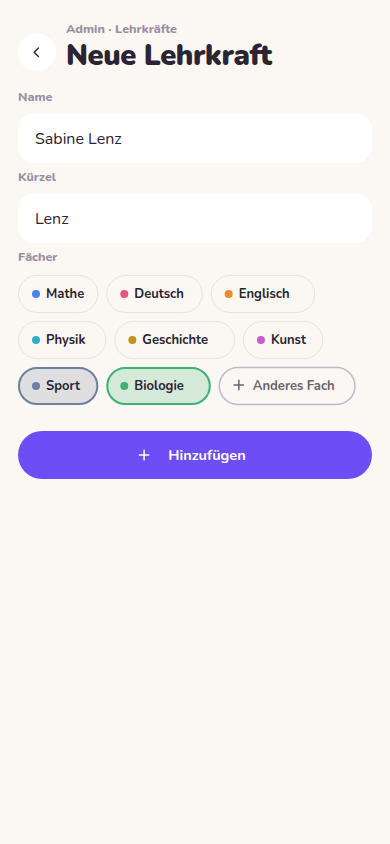 Admin · Lehrkräfte
Neue Lehrkraft
Name
Sabine Lenz
Kürzel
Lenz
Fächer
Mathe Deutsch Englisch
Physik Geschichte Kunst
Sport Biologie + Anderes Fach
+ Hinzufügen